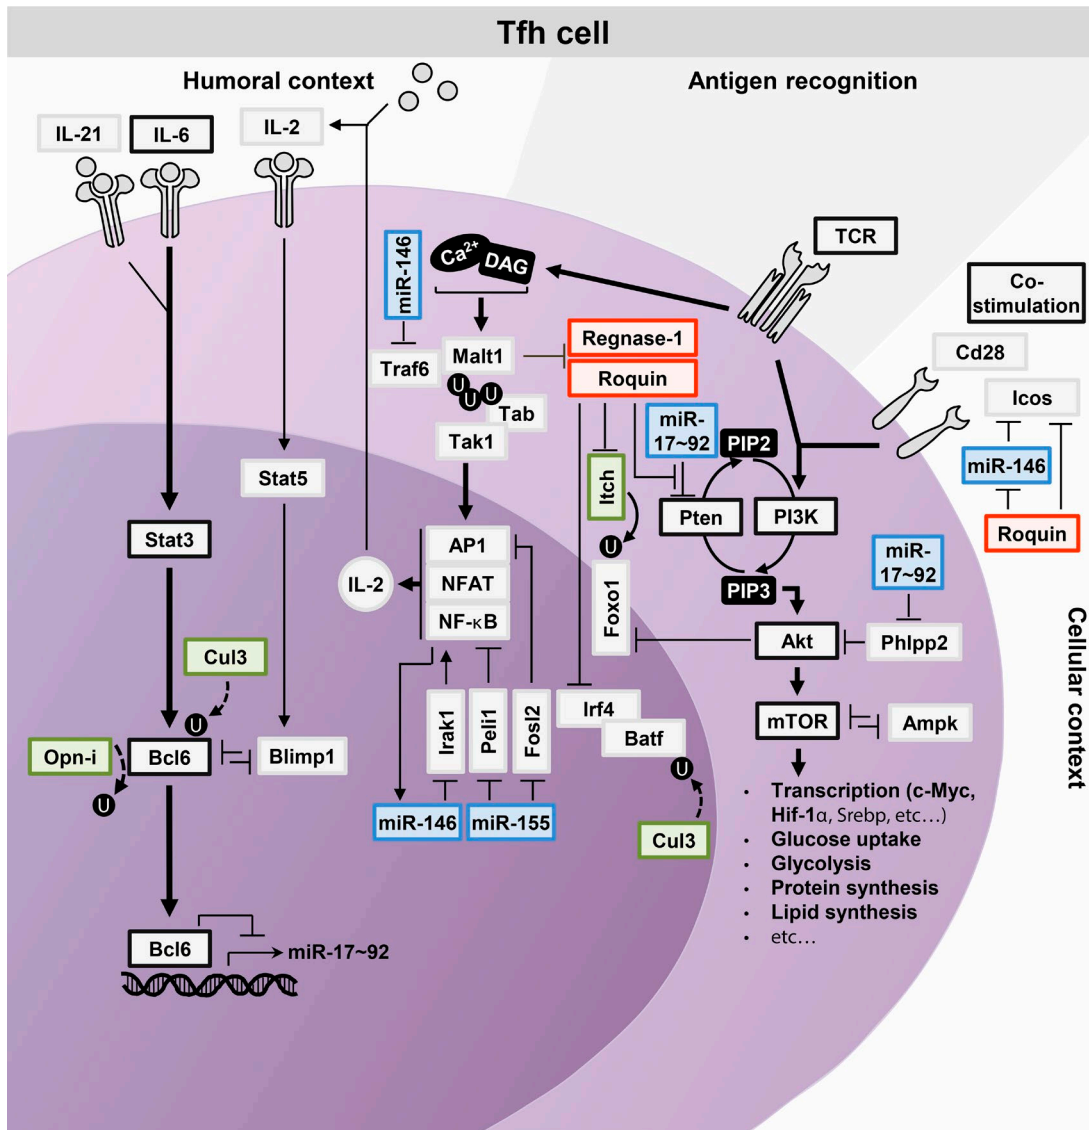 Tfh cell
Humoral context
Antigen recognition
IL-21
IL-6
IL-2
TCR
Co-
stimulation
Cd28
Icos
miR-146
Roquin
miR-146
Ca2+
DAG
Traf6
Malt1
U
U
U
Tab
Tak1
Regnase-1
Roquin
miR-
17~92
PIP2
Itch
Pten
PI3K
PIP3
U
Foxo1
Stat5
Stat3
AP1
NFAT
NF-κB
IL-2
miR-
17~92
Akt
Phlpp2
mTOR
Ampk
Cellular context
Cul3
U
Opn-i
Bcl6
Blimp1
U
Irak1
Peli1
Fosl2
Irf4
Batf
U
miR-146
miR-155
Cul3
• Transcription (c-Myc,
Hif-1α, Srebp, etc…)
• Glucose uptake
• Glycolysis
• Protein synthesis
• Lipid synthesis
• etc…
Bcl6
miR-17~92